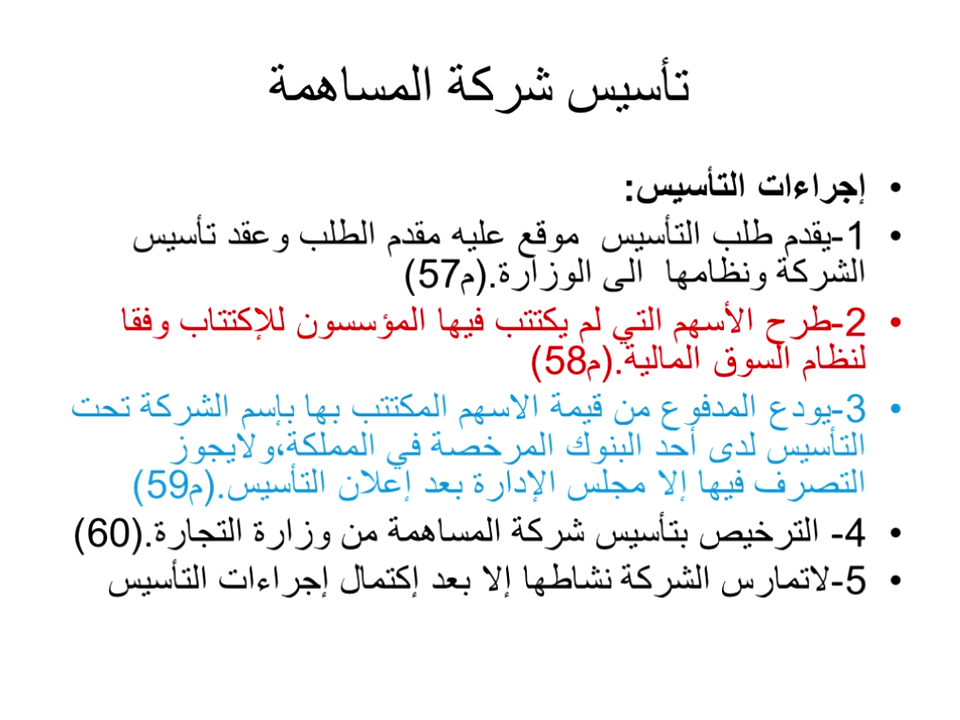 تأسيس شركة المساهمة
• إجراءات التأسيس:
• 1-يقدم طلب التأسيس موقع عليه مقدم الطلب وعقد تأسيس
الشركة ونظامها الى الوزارة.(م57)
• 2-طرح الأسهم التي لم يكتتب فيها المؤسسون للإكتتاب وفقا
لنظام السوق المالية.(م58)
• 3-يودع المدفوع من قيمة الاسهم المكتتب بها بإسم الشركة تحت
التأسيس لدى أحد البنوك المرخصة في المملكة،ولايجوز
التصرف فيها إلا مجلس الإدارة بعد إعلان التأسيس.(م59)
• 4- الترخيص بتأسيس شركة المساهمة من وزارة التجارة.(60)
• 5-لاتمارس الشركة نشاطها إلا بعد إكتمال إجراءات التأسيس